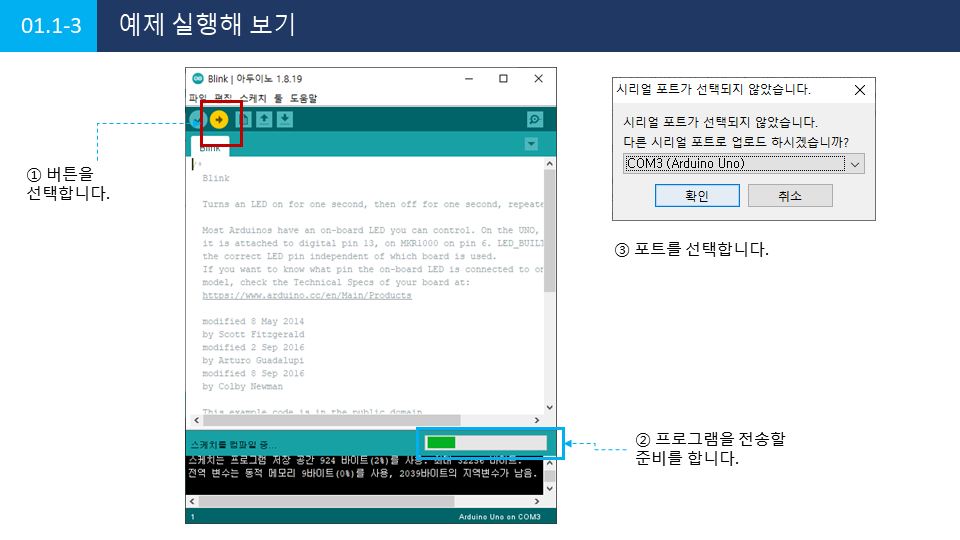 01.1-3
예제 실행해 보기
Blink | 아두이노 1.8.19
파일 편집 스케치 툴 도움말
Blink
① 버튼을
선택합니다.
/*
Blink
Turns an LED on for one second, then off for one second, repeate
Most Arduinos have an on-board LED you can control. On the UNO,
it is attached to digital pin 13, on MKR1000 on pin 6. LED_BUILT
the correct LED pin independent of which board is used.
If you want to know what pin the on-board LED is connected to on
model, check the Technical Specs of your board at:
https://www.arduino.cc/en/Main/Products
modified 8 May 2014
by Scott Fitzgerald
modified 2 Sep 2016
by Arturo Guadalupi
modified 8 Sep 2016
by Colby Newman
This example code is in the public domain
스케치를 컴파일 중...
스케치는 프로그램 저장 공간 924 바이트(2%)를 사용. 최대 32256 바이트.
전역 변수는 동적 메모리 9바이트(0%)를 사용, 2039바이트의 지역변수가 남음.
1
Arduino Uno on COM3
시리얼 포트가 선택되지 않았습니다.
시리얼 포트가 선택되지 않았습니다.
다른 시리얼 포트로 업로드 하시겠습니까?
COM3 (Arduino Uno)
확인
취소
③ 포트를 선택합니다.
② 프로그램을 전송할
준비를 합니다.